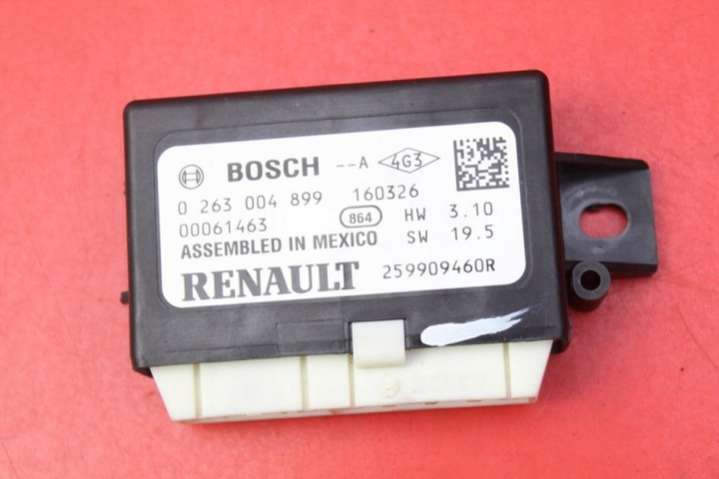 BOSCH --A 4G3
0 263 004 899 160326
00061463 864 HW 3.10
ASSEMBLED IN MEXICO SW 19.5
RENAULT 259909460R